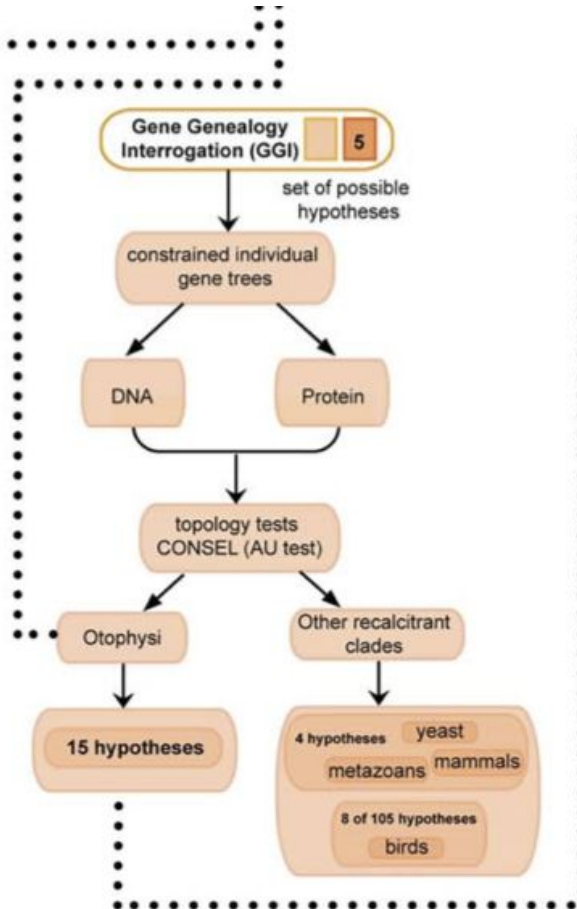 Gene Genealogy
Interrogation (GGI)
5
set of possible
hypotheses
constrained individual
gene trees
DNA
Protein
topology tests
CONSEL (AU test)
Otophysi
Other recalcitrant
clades
15 hypotheses
4 hypotheses
yeast
metazoans
mammals
8 of 105 hypotheses
birds